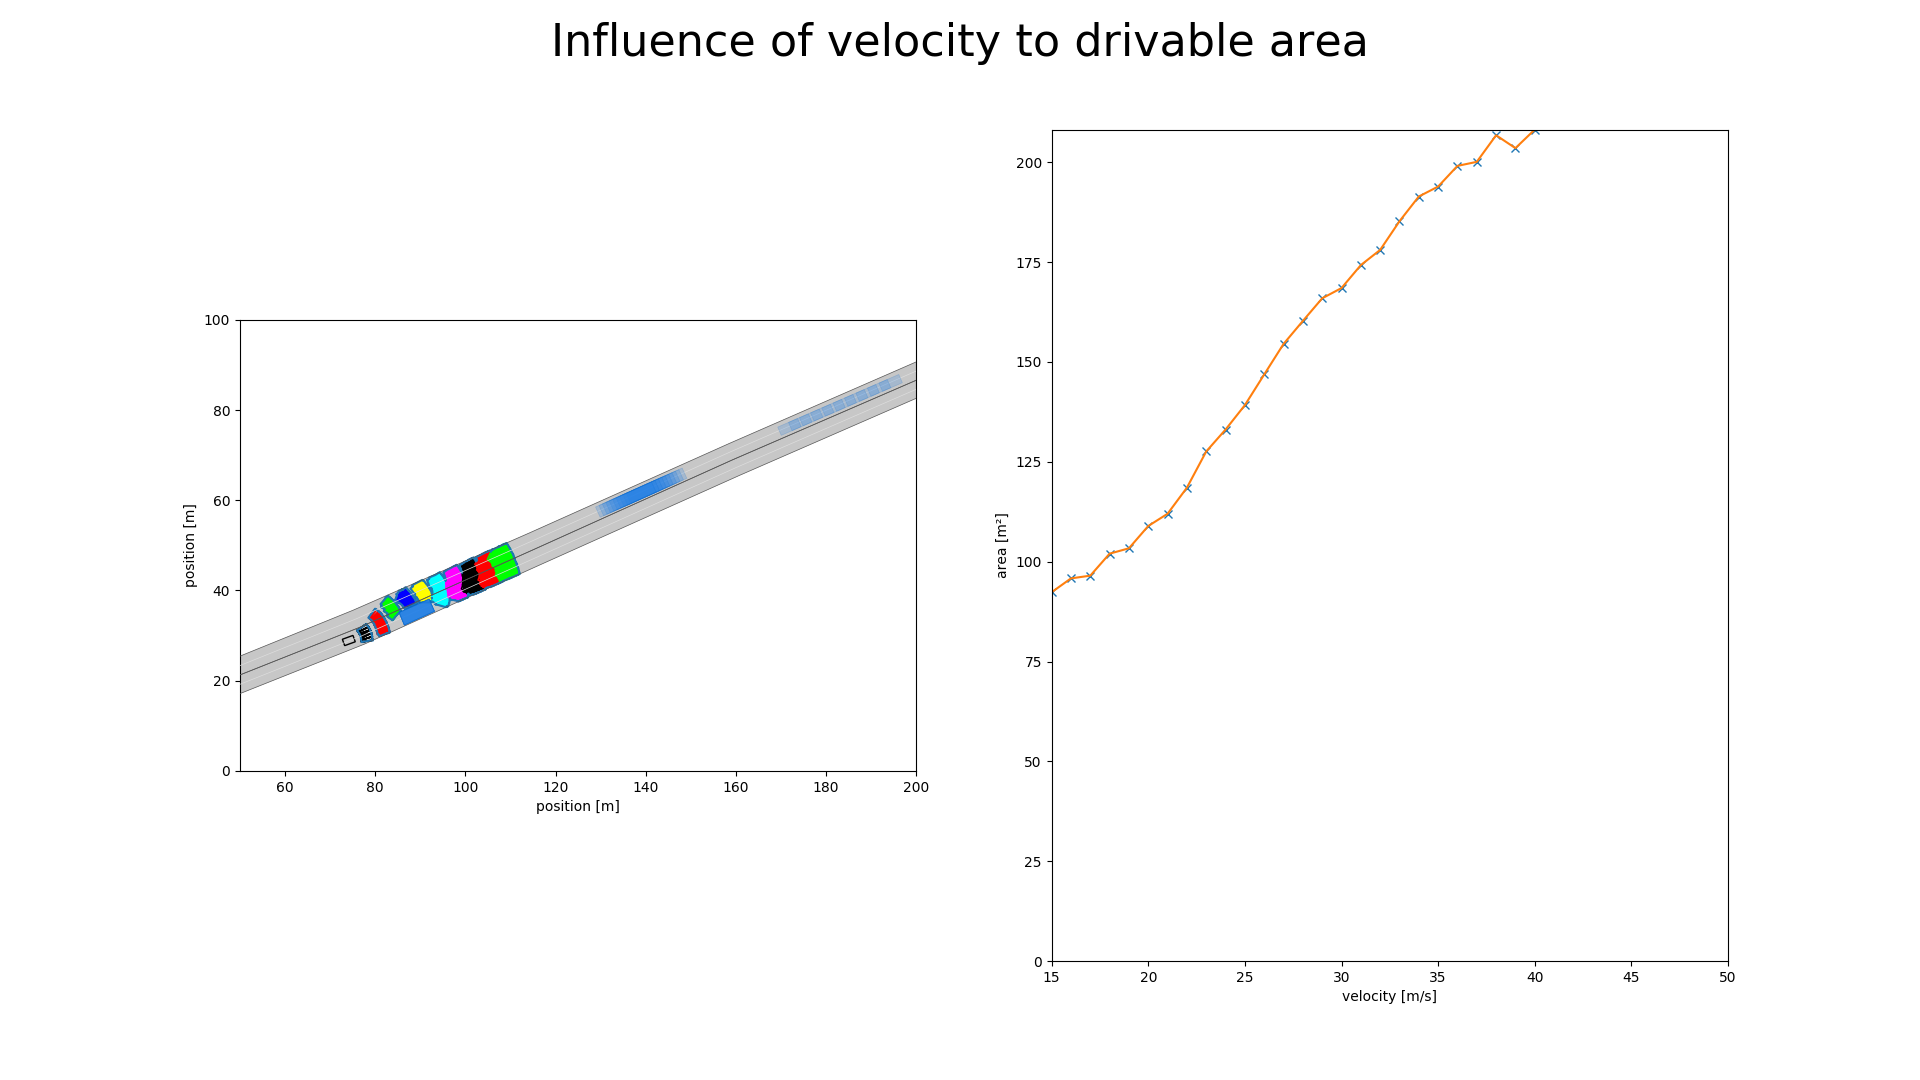 Influence of velocity to drivable area
100
80
60
40
20
0
position [m]
60 80 100 120 140 160 180 200
position [m]
200
175
150
125
100
75
50
25
0
area [m²]
15 20 25 30 35 40 45 50
velocity [m/s]